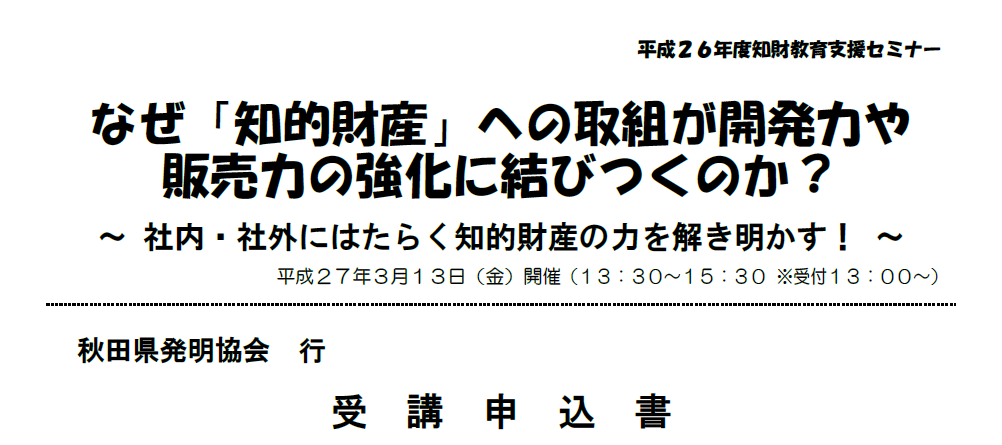 平成２６年度知財教育支援セミナー
なぜ「知的財産」への取組が開発力や
販売力の強化に結びつくのか？
～ 社内・社外にはたらく知的財産の力を解き明かす！ ～
平成２７年３月１３日（金）開催（１３：３０～１５：３０ ※受付１３：００～）
秋田県発明協会　行
受　講　申　込　書